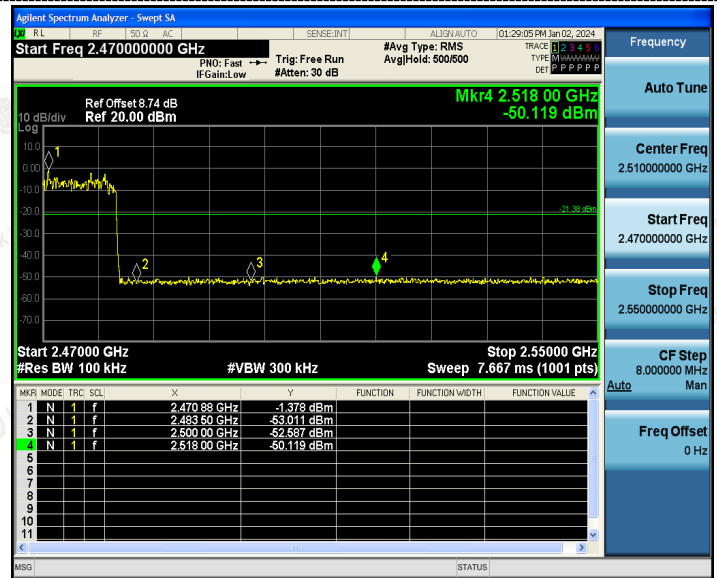 Agilent Spectrum Analyzer - Swept SA
RL RF 50 Ω AC SENSE:INT ALIGN AUTO 01:29:05 PM Jan 02, 2024
Start Freq 2.470000000 GHz
PNO: Fast
IFGain:Low
Trig: Free Run
#Atten: 30 dB
#Avg Type: RMS
Avg|Hold: 500/500
TRACE 1 2 3 4 5 6
TYPE MWWWWW
DET P P P P P P
Frequency
Auto Tune
Center Freq
2.510000000 GHz
Start Freq
2.470000000 GHz
Stop Freq
2.550000000 GHz
CF Step
8.000000 MHz
Auto Man
Freq Offset
0 Hz
Mkr4 2.518 00 GHz
-50.119 dBm
Ref Offset 8.74 dB
10 dB/div Ref 20.00 dBm
Log
10.0
0.00
-10.0
-20.0
-30.0
-40.0
-50.0
-60.0
-70.0
1
2
3
4
-21.38 dBm
Start 2.47000 GHz Stop 2.55000 GHz
#Res BW 100 kHz #VBW 300 kHz Sweep 7.667 ms (1001 pts)
MKR MODE TRC SCL X Y FUNCTION FUNCTION WIDTH FUNCTION VALUE
1 N 1 f 2.470 88 GHz -1.378 dBm
2 N 1 f 2.483 50 GHz -53.011 dBm
3 N 1 f 2.500 00 GHz -52.587 dBm
4 N 1 f 2.518 00 GHz -50.119 dBm
5
6
7
8
9
10
11
MSG STATUS